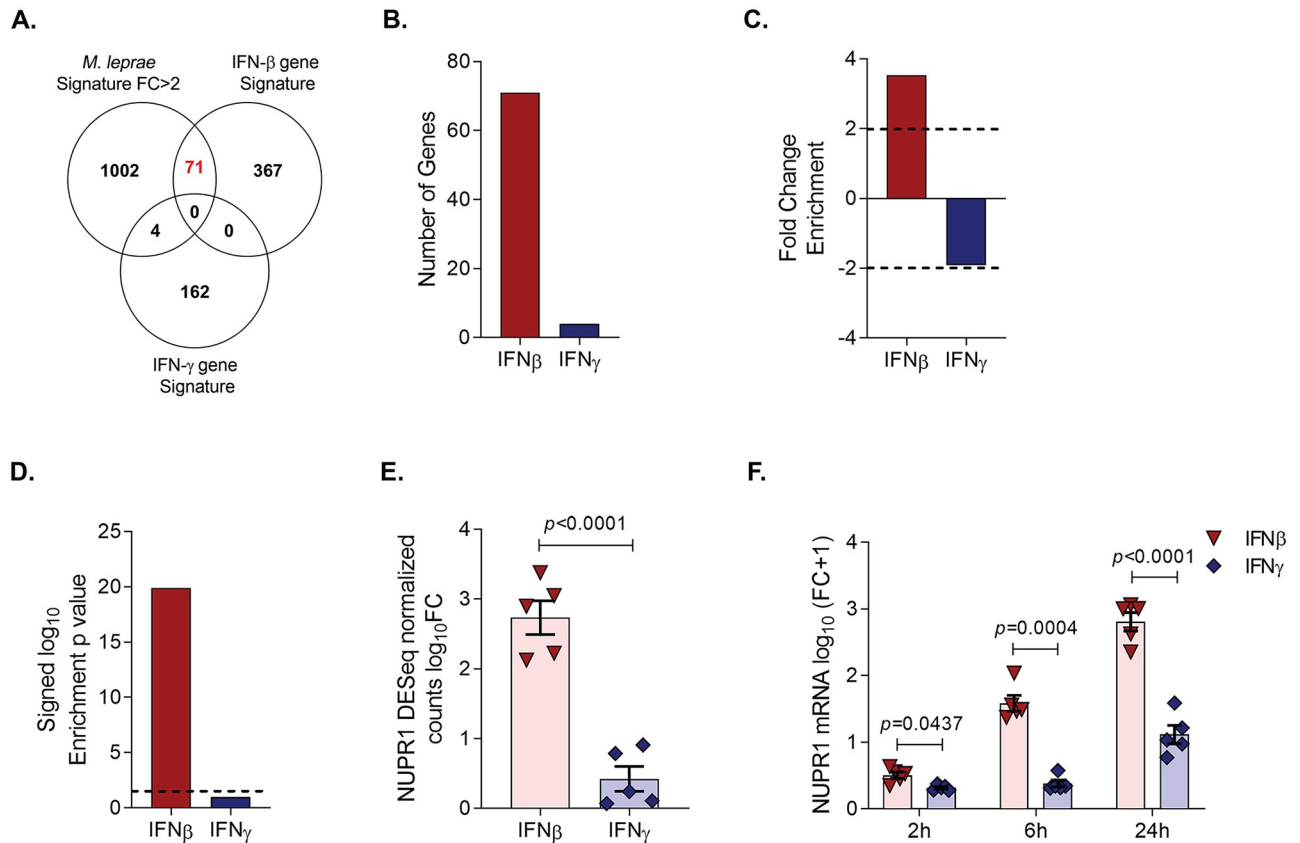 A.
M. leprae
Signature FC>2
IFN-β gene
Signature
1002
71
367
0
4
0
162
IFN-γ gene
Signature
B.
Number of Genes
80
60
40
20
0
IFNβ
IFNγ
C.
Fold Change
Enrichment
4
2
0
-2
-4
IFNβ
IFNγ
D.
Signed log10
Enrichment p value
25
20
15
10
5
0
IFNβ
IFNγ
E.
NUPR1 DESeq normalized
counts log10FC
p<0.0001
4
3
2
1
0
IFNβ
IFNγ
F.
NUPR1 mRNA log10 (FC+1)
4
3
2
1
0
p=0.0437
p=0.0004
p<0.0001
2h
6h
24h
IFNβ
IFNγ